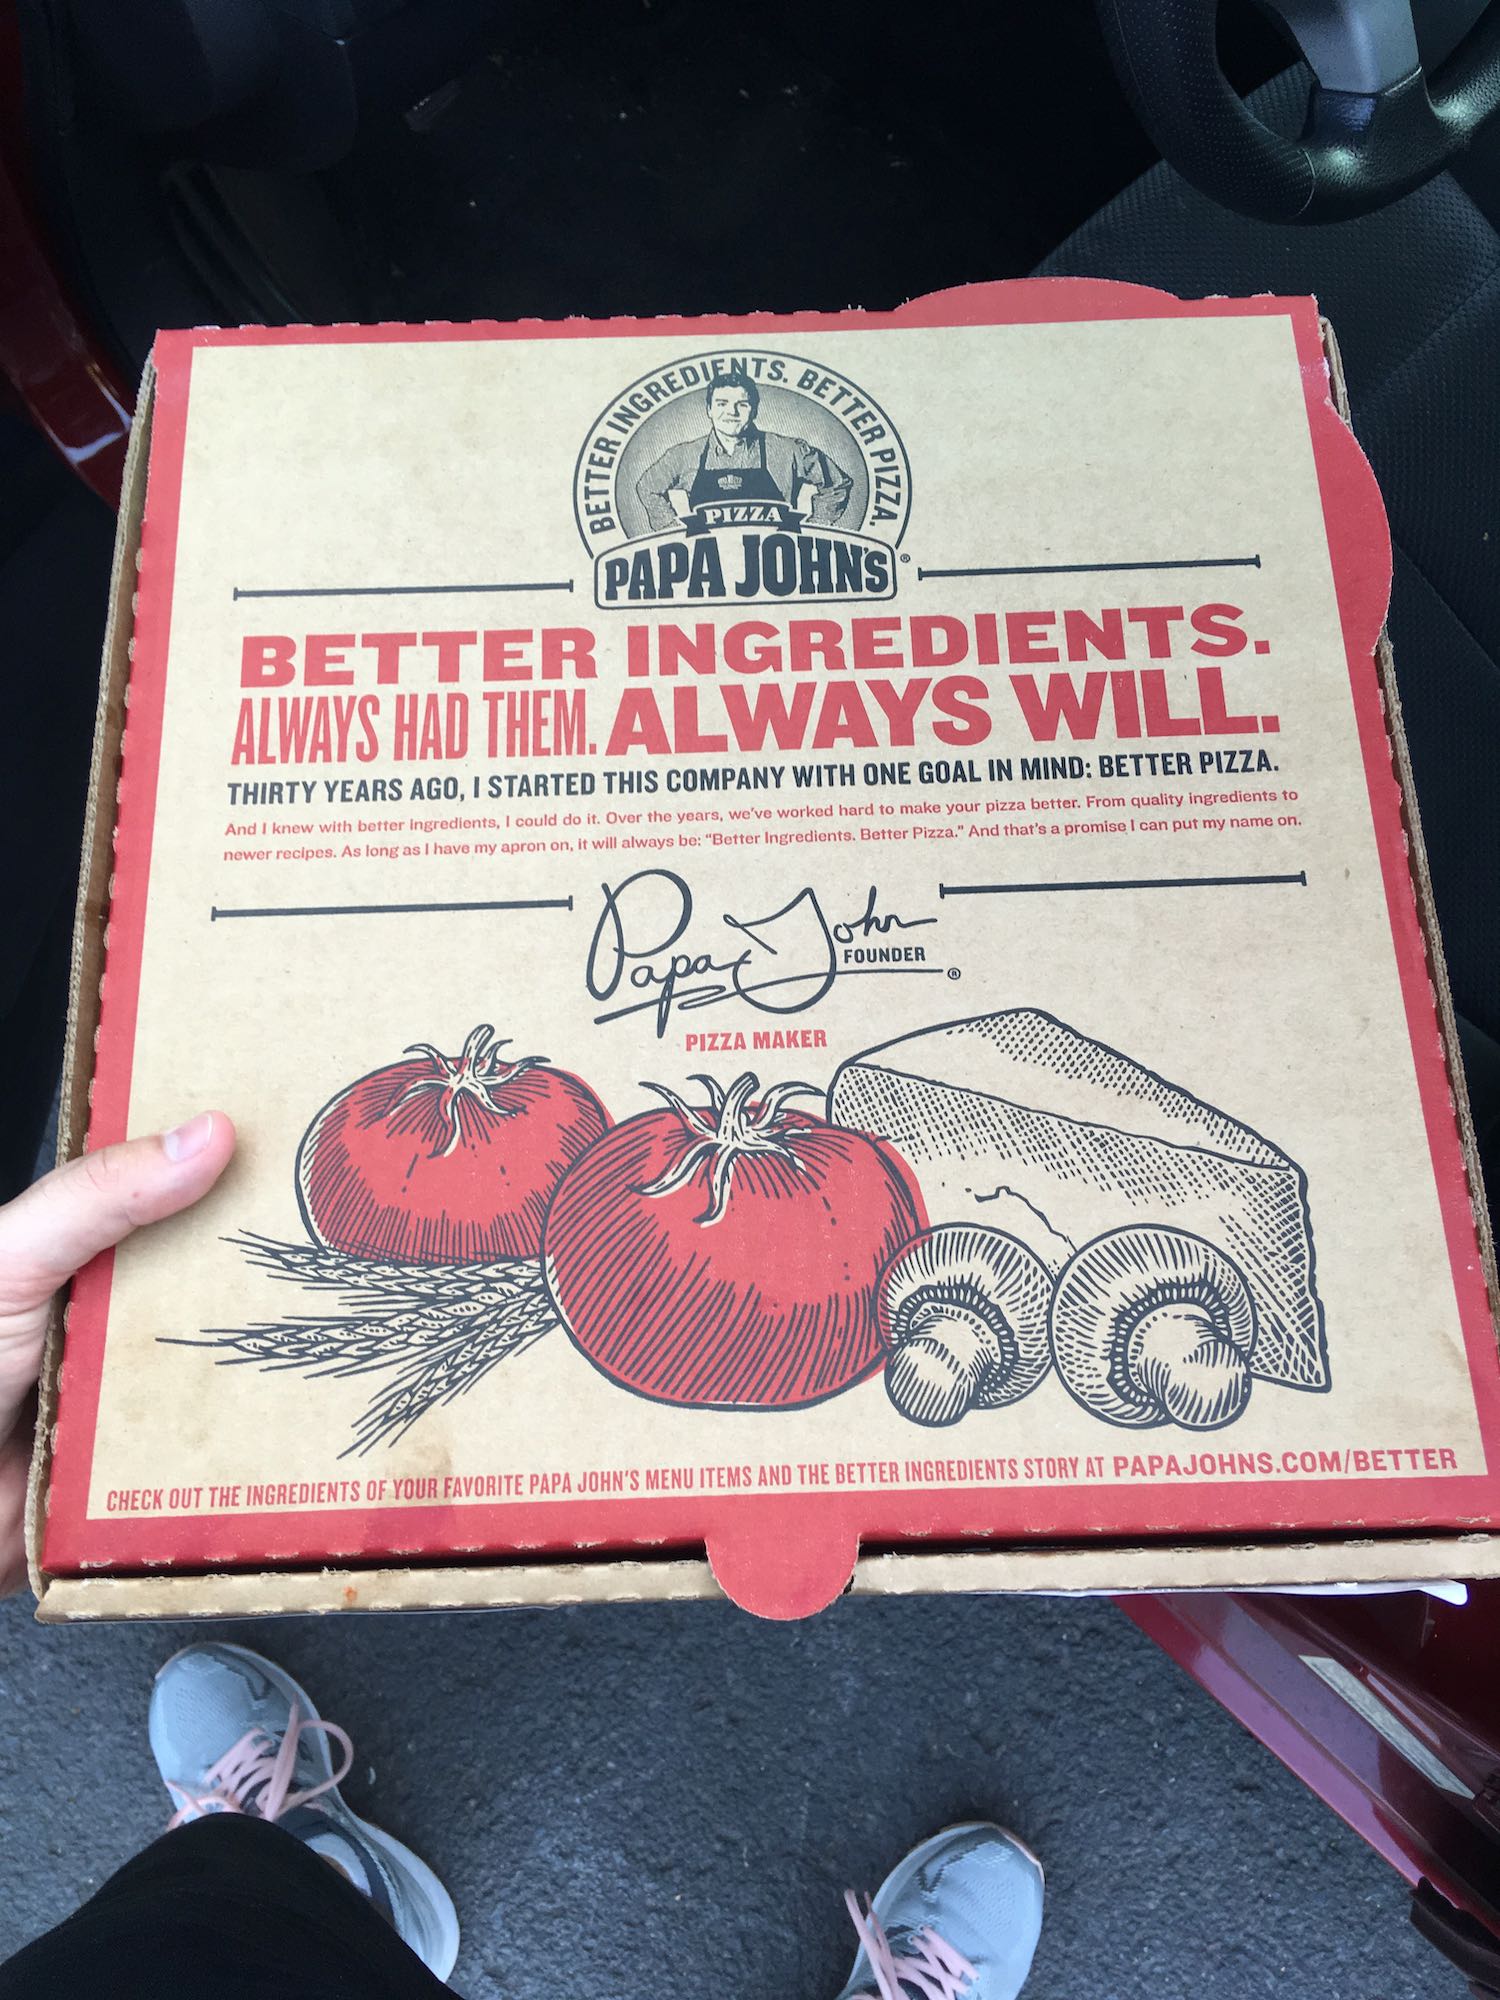 BETTER INGREDIENTS. BETTER PIZZA.
PIZZA
PAPA JOHN'S®
BETTER INGREDIENTS.
ALWAYS HAD THEM. ALWAYS WILL.
THIRTY YEARS AGO, I STARTED THIS COMPANY WITH ONE GOAL IN MIND: BETTER PIZZA.
And I knew with better ingredients, I could do it. Over the years, we've worked hard to make your pizza better. From quality ingredients to
newer recipes. As long as I have my apron on, it will always be: “Better Ingredients. Better Pizza.” And that's a promise I can put my name on.
Papa John
FOUNDER
®
PIZZA MAKER
CHECK OUT THE INGREDIENTS OF YOUR FAVORITE PAPA JOHN'S MENU ITEMS AND THE BETTER INGREDIENTS STORY AT PAPAJOHNS.COM/BETTER